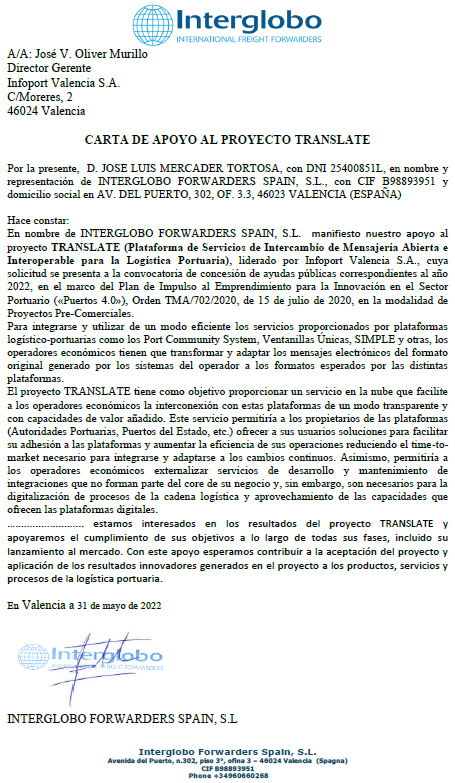 Interglobo
INTERNATIONAL FREIGHT FORWARDERS
A/A: José V. Oliver Murillo
Director Gerente
Infoport Valencia S.A.
C/Moreres, 2
46024 Valencia
CARTA DE APOYO AL PROYECTO TRANSLATE
Por la presente, D. JOSE LUIS MERCADER TORTOSA, con DNI 25400851L, en nombre y
representación de INTERGLOBO FORWARDERS SPAIN, S.L., con CIF B98893951 y
domicilio social en AV. DEL PUERTO, 302, OF. 3.3, 46023 VALENCIA (ESPAÑA)
Hace constar:
En nombre de INTERGLOBO FORWARDERS SPAIN, S.L. manifiesto nuestro apoyo al
proyecto TRANSLATE (Plataforma de Servicios de Intercambio de Mensajería Abierta e
Interoperable para la Logística Portuaria), liderado por Infoport Valencia S.A., cuya
solicitud se presenta a la convocatoria de concesión de ayudas públicas correspondientes al año
2022, en el marco del Plan de Impulso al Emprendimiento para la Innovación en el Sector
Portuario («Puertos 4.0»), Orden TMA/702/2020, de 15 de julio de 2020, en la modalidad de
Proyectos Pre-Comerciales.
Para integrarse y utilizar de un modo eficiente los servicios proporcionados por plataformas
logístico-portuarias como los Port Community System, Ventanillas Únicas, SIMPLE y otras, los
operadores económicos tienen que transformar y adaptar los mensajes electrónicos del formato
original generado por los sistemas del operador a los formatos esperados por las distintas
plataformas.
El proyecto TRANSLATE tiene como objetivo proporcionar un servicio en la nube que facilite
a los operadores económicos la interconexión con estas plataformas de un modo transparente y
con capacidades de valor añadido. Este servicio permitiría a los propietarios de las plataformas
(Autoridades Portuarias, Puertos del Estado, etc.) ofrecer a sus usuarios soluciones para facilitar
su adhesión a las plataformas y aumentar la eficiencia de sus operaciones reduciendo el time-to-
market necesario para integrarse y adaptarse a los cambios continuos. Asimismo, permitiría a
los operadores económicos externalizar servicios de desarrollo y mantenimiento de
integraciones que no forman parte del core de su negocio y, sin embargo, son necesarios para la
digitalización de procesos de la cadena logística y aprovechamiento de las capacidades que
ofrecen las plataformas digitales.
............................ estamos interesados en los resultados del proyecto TRANSLATE y
apoyaremos el cumplimiento de sus objetivos a lo largo de todas sus fases, incluido su
lanzamiento al mercado. Con este apoyo esperamos contribuir a la aceptación del proyecto y
aplicación de los resultados innovadores generados en el proyecto a los productos, servicios y
procesos de la logística portuaria.
En Valencia a 31 de mayo de 2022
Interglobo
INTERNATIONAL FREIGHT FORWARDERS
INTERGLOBO FORWARDERS SPAIN, S.L
Interglobo Forwarders Spain, S.L.
Avenida del Puerto, n.302, piso 3°, ofina 3 – 46024 Valencia (Spagna)
CIF B98893951
Phone +34960660268